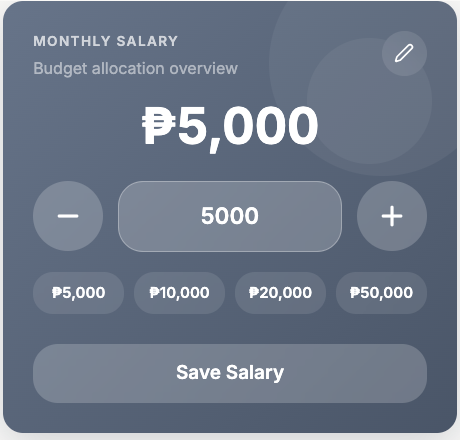 MONTHLY SALARY
Budget allocation overview
₱5,000
5000
₱5,000 ₱10,000 ₱20,000 ₱50,000
Save Salary